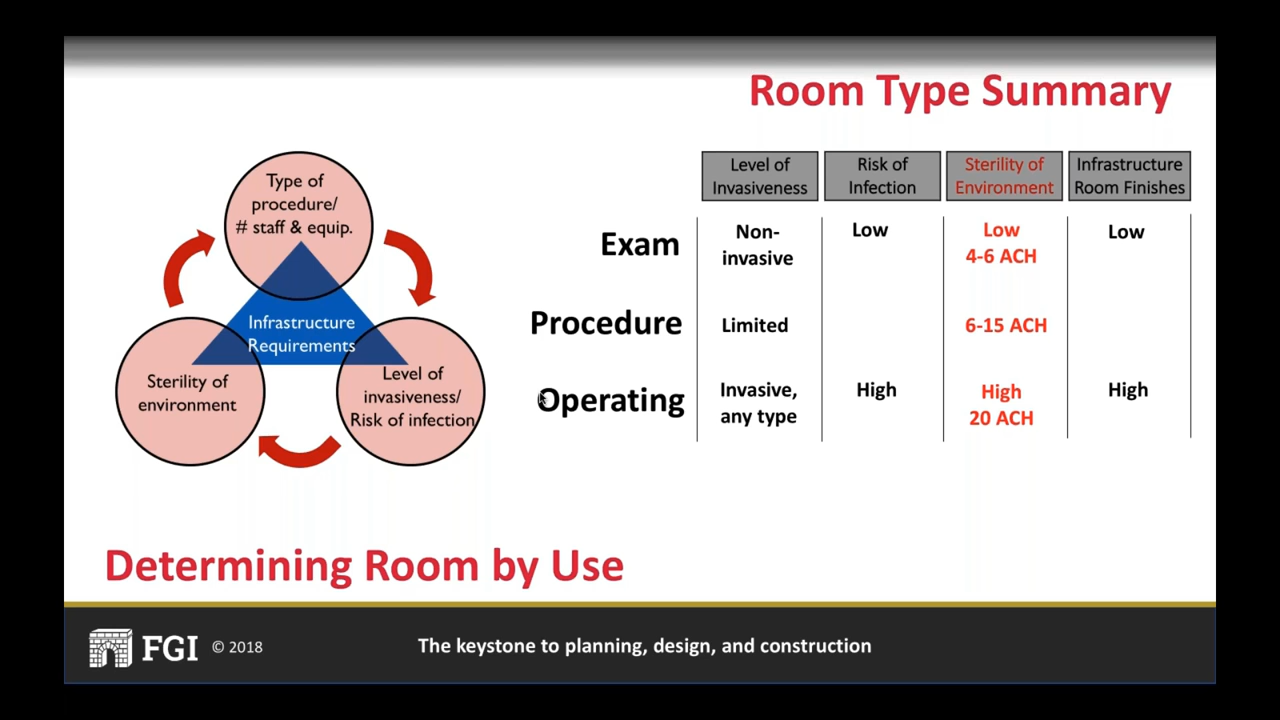 Room Type Summary
Type of
procedure/
# staff & equip.
Infrastructure
Requirements
Sterility of
environment
Level of
invasiveness/
Risk of infection
Level of
Invasiveness
Risk of
Infection
Sterility of
Environment
Infrastructure
Room Finishes
Exam
Non-
invasive
Low
Low
4-6 ACH
Low
Procedure
Limited
6-15 ACH
Operating
Invasive,
any type
High
High
20 ACH
High
Determining Room by Use
FGI © 2018
The keystone to planning, design, and construction